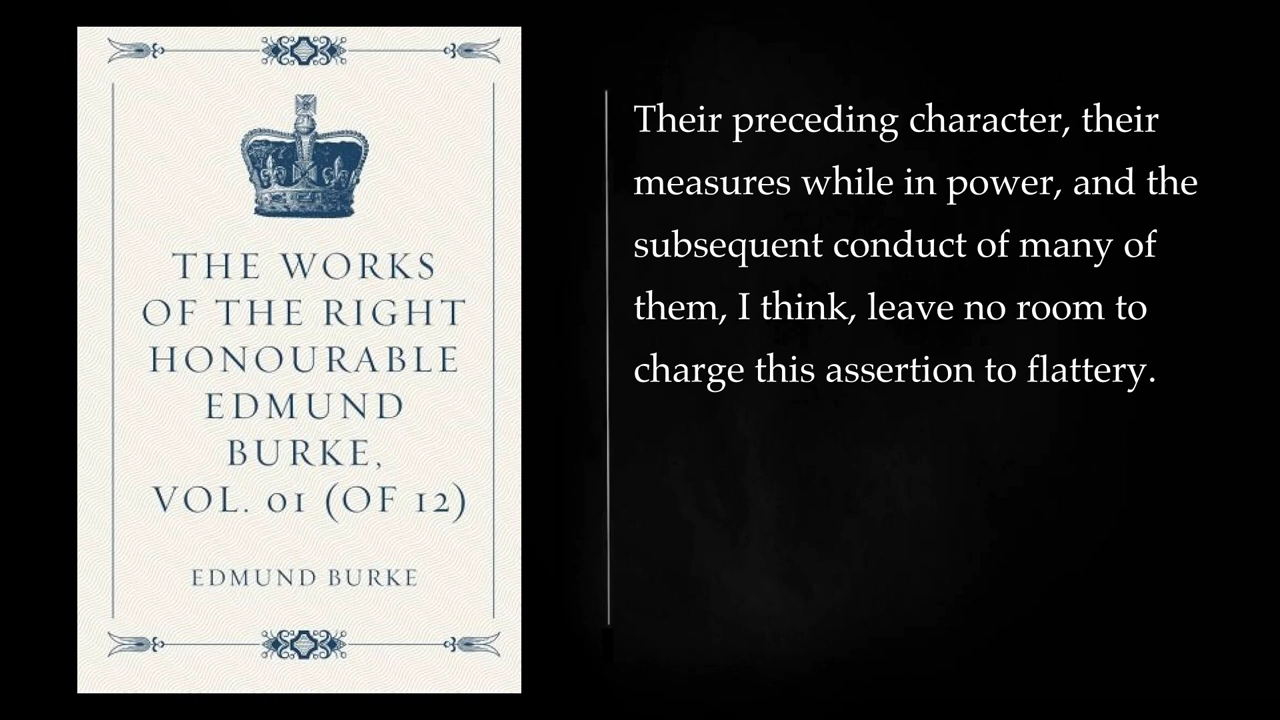 THE WORKS
OF THE RIGHT
HONOURABLE
EDMUND
BURKE,
VOL. 01 (OF 12)
EDMUND BURKE
Their preceding character, their
measures while in power, and the
subsequent conduct of many of
them, I think, leave no room to
charge this assertion to flattery.